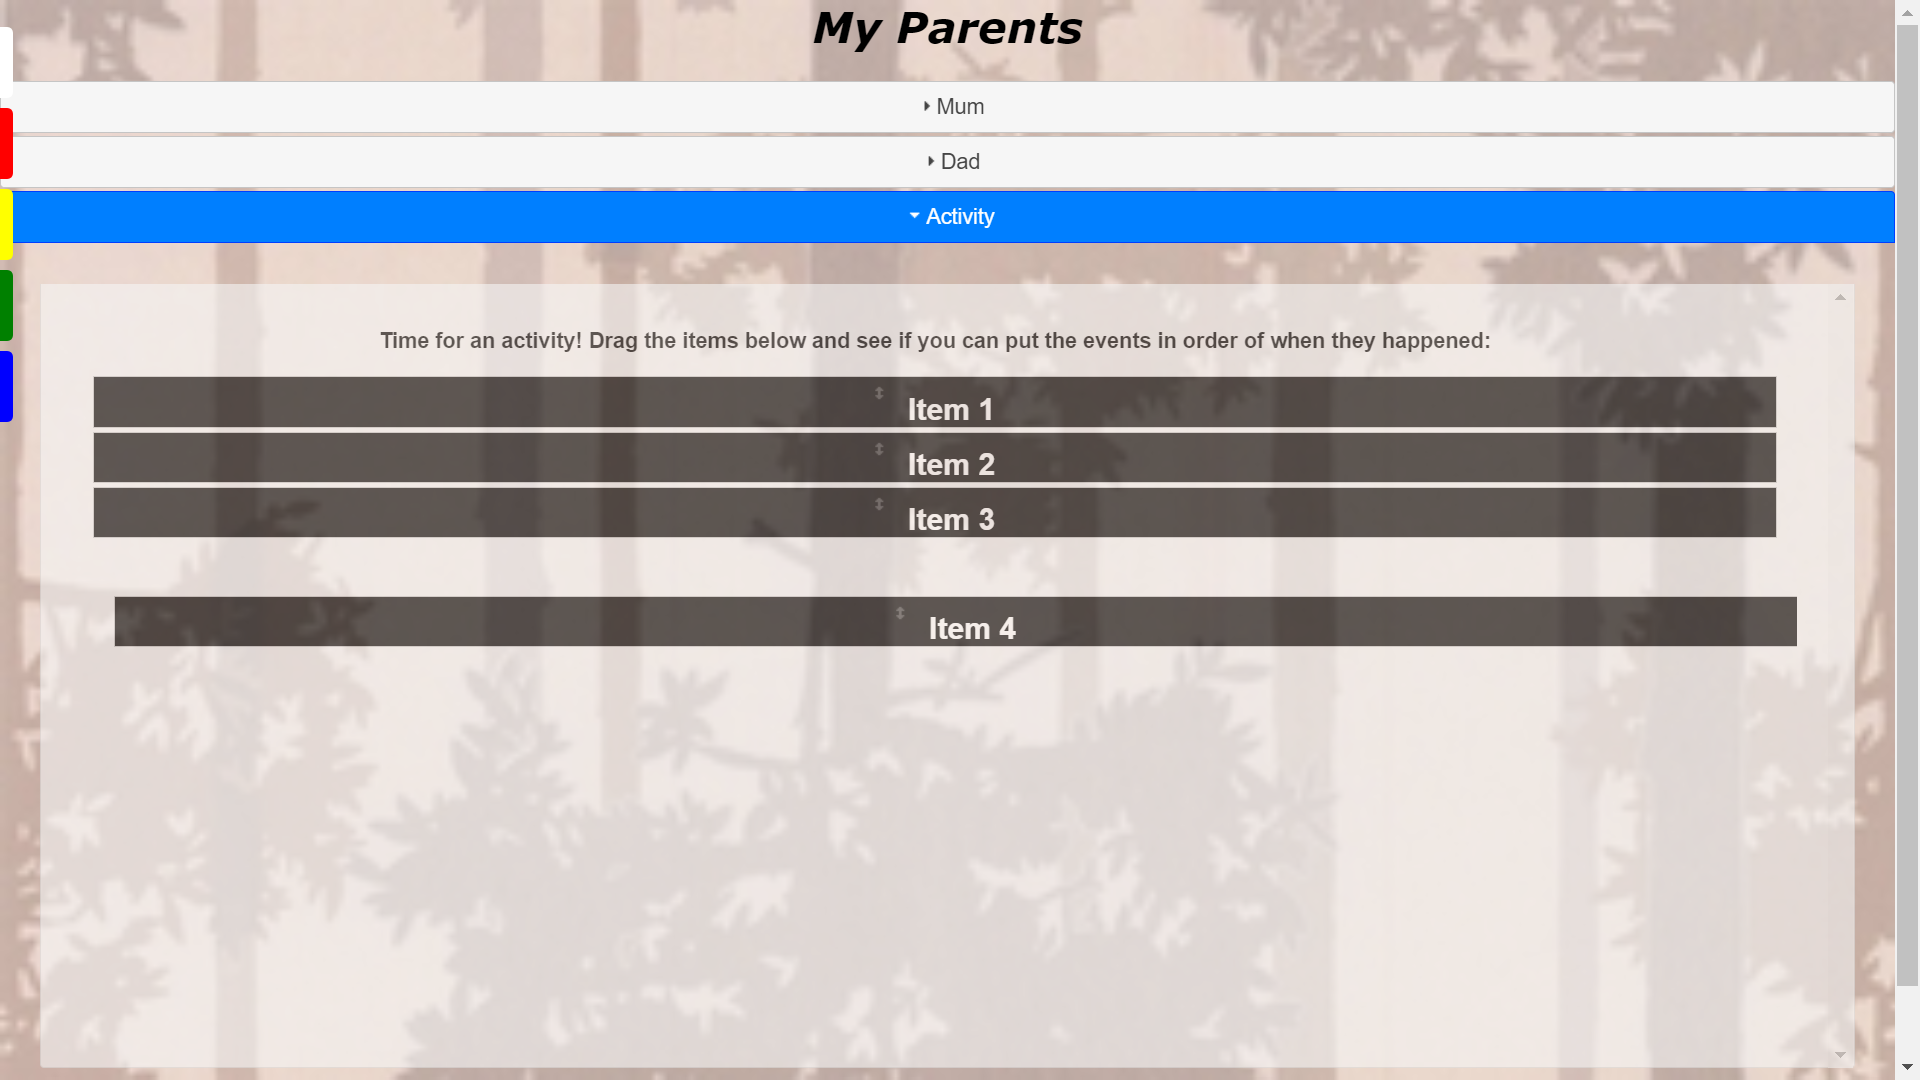 My Parents
Mum
Dad
Activity
Time for an activity! Drag the items below and see if you can put the events in order of when they happened:
Item 1
Item 2
Item 3
Item 4